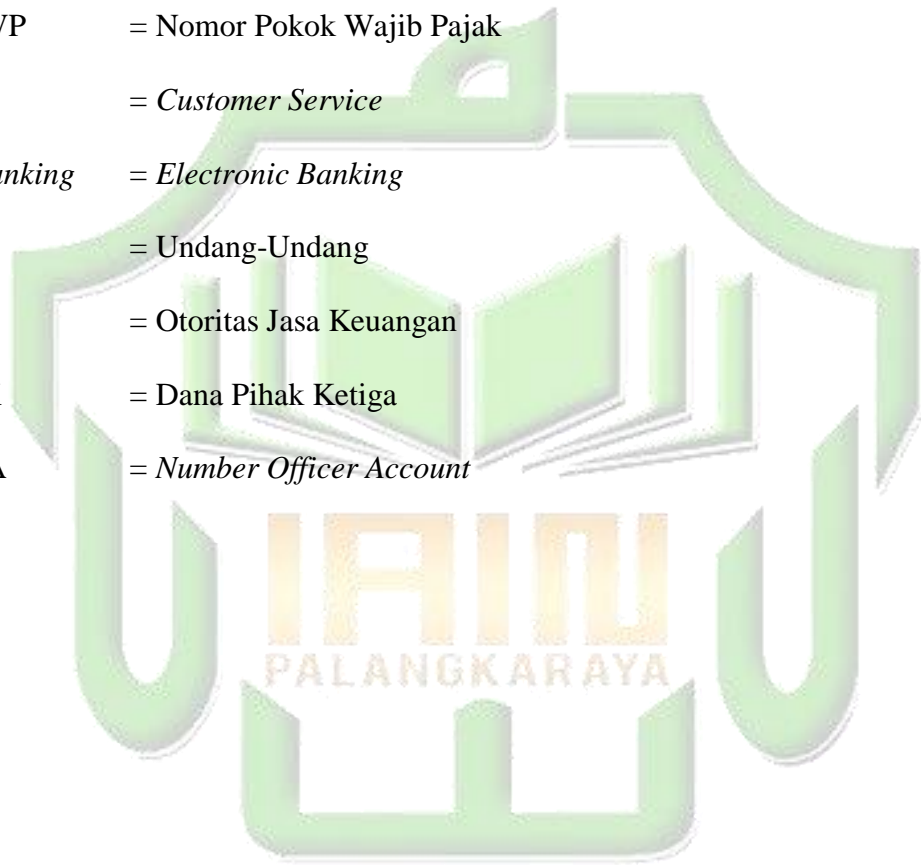 VP = Nomor Pokok Wajib Pajak
= Customer Service
anking = Electronic Banking
= Undang-Undang
= Otoritas Jasa Keuangan
= Dana Pihak Ketiga
A = Number Officer Account
IAIN
PALANGKARAYA